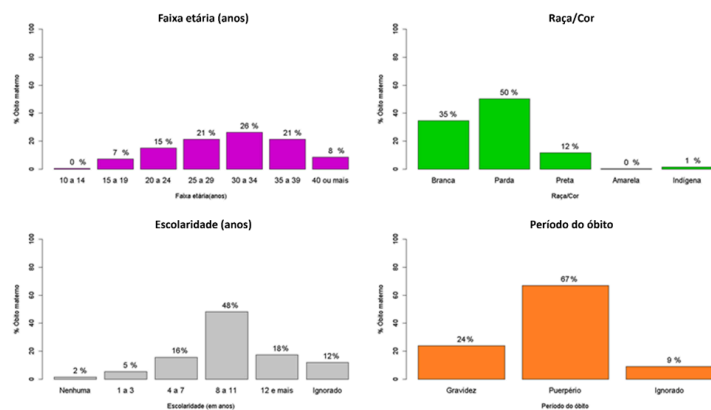 Faixa etária (anos)
% Óbito materno
100
80
60
40
20
0
0 %
7 %
15 %
21 %
26 %
21 %
8 %
10 a 14
15 a 19
20 a 24
25 a 29
30 a 34
35 a 39
40 ou mais
Faixa etária(anos)
Raça/Cor
% Óbito materno
100
80
60
40
20
0
35 %
50 %
12 %
0 %
1 %
Branca
Parda
Preta
Amarela
Indígena
Raça/Cor
Escolaridade (anos)
% Óbito materno
100
80
60
40
20
0
2 %
5 %
16%
48%
18%
12%
Nenhuma
1 a 3
4 a 7
8 a 11
12 e mais
Ignorado
Escolaridade (em anos)
Período do óbito
% Óbito materno
100
80
60
40
20
0
24%
67%
9 %
Gravidez
Puerpério
Ignorado
Período do óbito